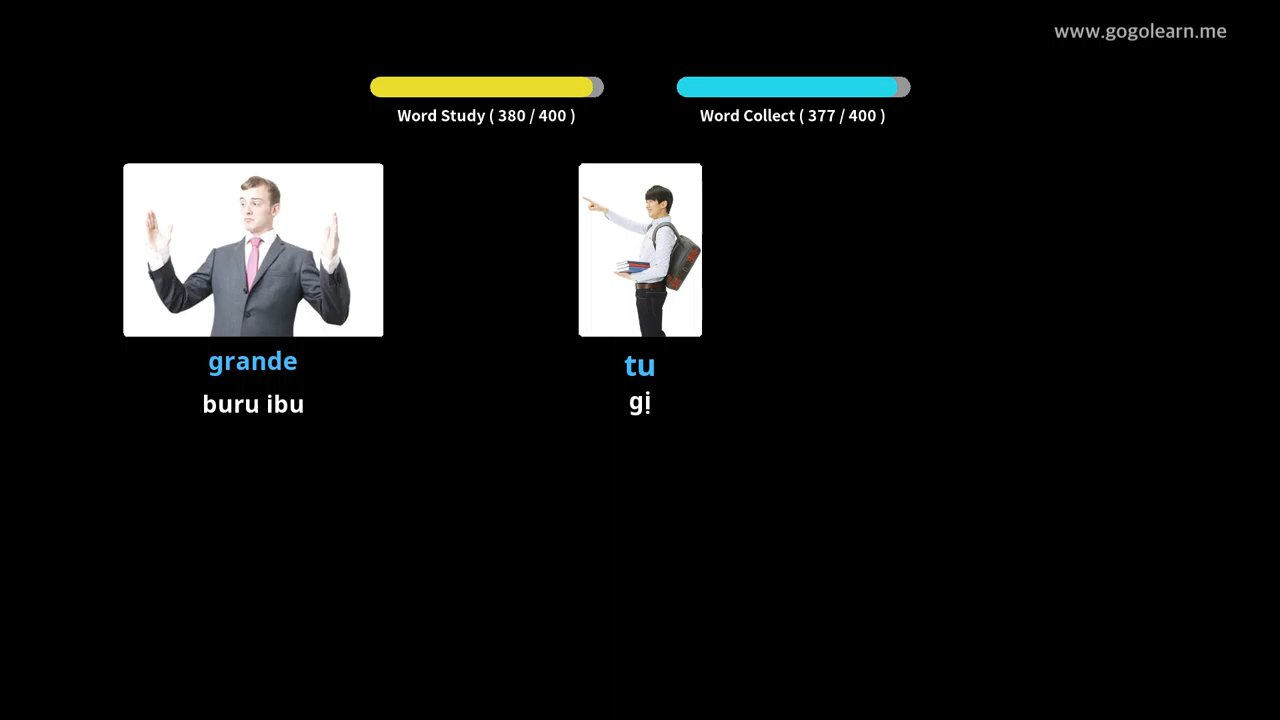 www.gogolearn.me
Word Study ( 380 / 400 )
Word Collect ( 377 / 400 )
grande
buru ibu
tu
gị